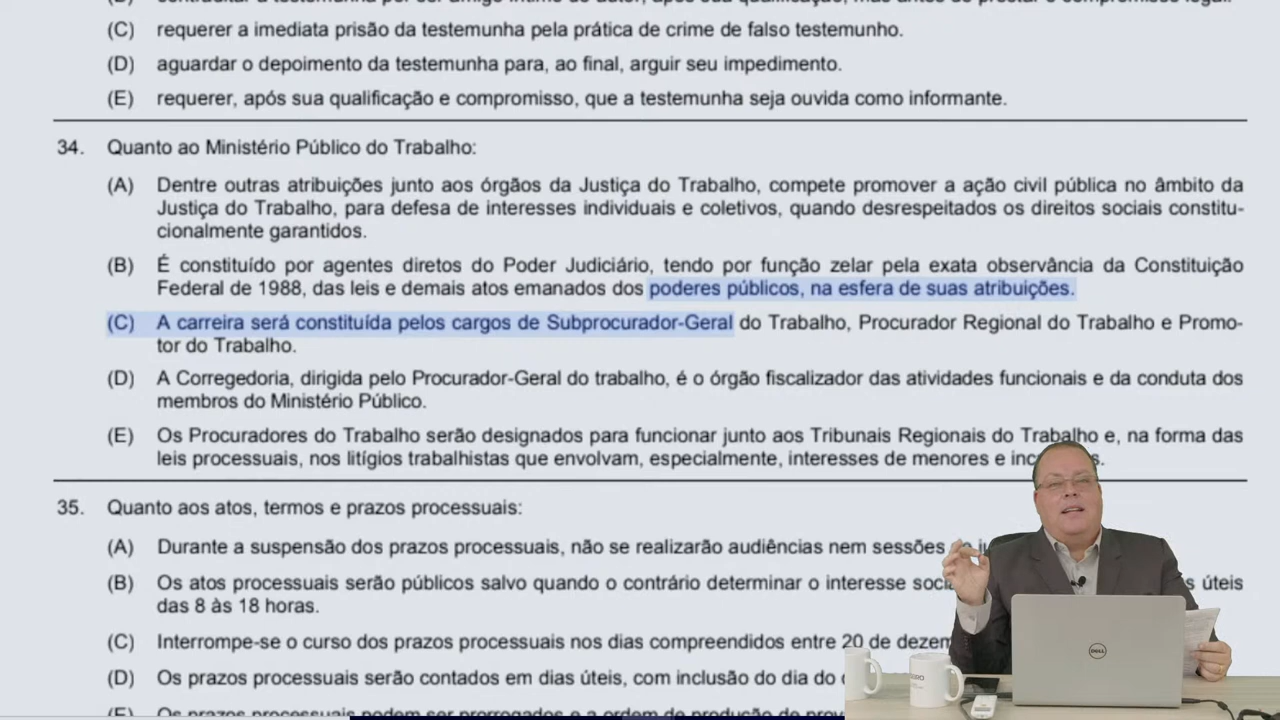 (C) requerer a imediata prisão da testemunha pela prática de crime de falso testemunho.
(D) aguardar o depoimento da testemunha para, ao final, arguir seu impedimento.
(E) requerer, após sua qualificação e compromisso, que a testemunha seja ouvida como informante.
34. Quanto ao Ministério Público do Trabalho:
(A) Dentre outras atribuições junto aos órgãos da Justiça do Trabalho, compete promover a ação civil pública no âmbito da
Justiça do Trabalho, para defesa de interesses individuais e coletivos, quando desrespeitados os direitos sociais constitu-
cionalmente garantidos.
(B) É constituído por agentes diretos do Poder Judiciário, tendo por função zelar pela exata observância da Constituição
Federal de 1988, das leis e demais atos emanados dos poderes públicos, na esfera de suas atribuições.
(C) A carreira será constituída pelos cargos de Subprocurador-Geral do Trabalho, Procurador Regional do Trabalho e Promo-
tor do Trabalho.
(D) A Corregedoria, dirigida pelo Procurador-Geral do trabalho, é o órgão fiscalizador das atividades funcionais e da conduta dos
membros do Ministério Público.
(E) Os Procuradores do Trabalho serão designados para funcionar junto aos Tribunais Regionais do Trabalho e, na forma das
leis processuais, nos litígios trabalhistas que envolvam, especialmente, interesses de menores e
35. Quanto aos atos, termos e prazos processuais:
(A) Durante a suspensão dos prazos processuais, não se realizarão audiências nem sessões
(B) Os atos processuais serão públicos salvo quando o contrário determinar o interesse úteis
das 8 às 18 horas.
(C) Interrompe-se o curso dos prazos processuais nos dias compreendidos entre 20 de
(D) Os prazos processuais serão contados em dias úteis, com inclusão do dia do
DELL